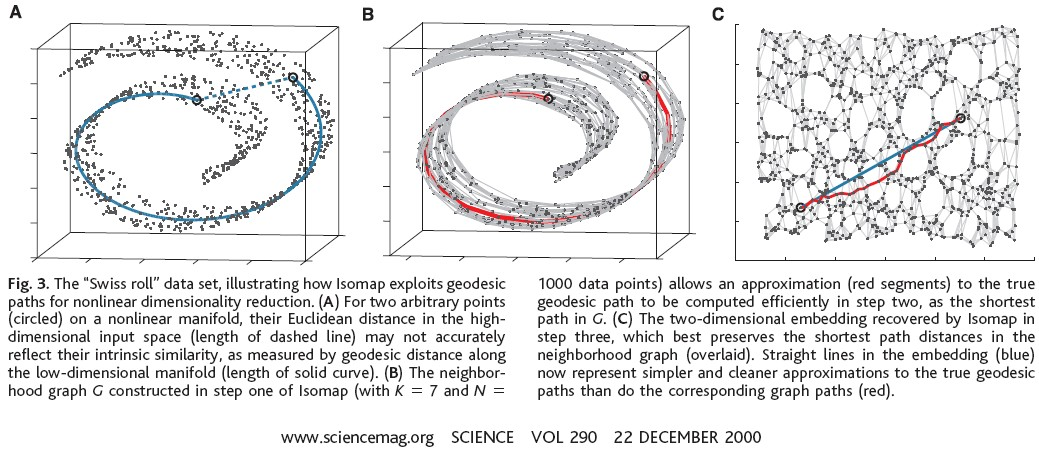 A
B
C
Fig. 3. The "Swiss roll" data set, illustrating how Isomap exploits geodesic
paths for nonlinear dimensionality reduction. (A) For two arbitrary points
(circled) on a nonlinear manifold, their Euclidean distance in the high-
dimensional input space (length of dashed line) may not accurately
reflect their intrinsic similarity, as measured by geodesic distance along
the low-dimensional manifold (length of solid curve). (B) The neighbor-
hood graph G constructed in step one of Isomap (with K = 7 and N =
1000 data points) allows an approximation (red segments) to the true
geodesic path to be computed efficiently in step two, as the shortest
path in G. (C) The two-dimensional embedding recovered by Isomap in
step three, which best preserves the shortest path distances in the
neighborhood graph (overlaid). Straight lines in the embedding (blue)
now represent simpler and cleaner approximations to the true geodesic
paths than do the corresponding graph paths (red).
www.sciencemag.org SCIENCE VOL 290 22 DECEMBER 2000